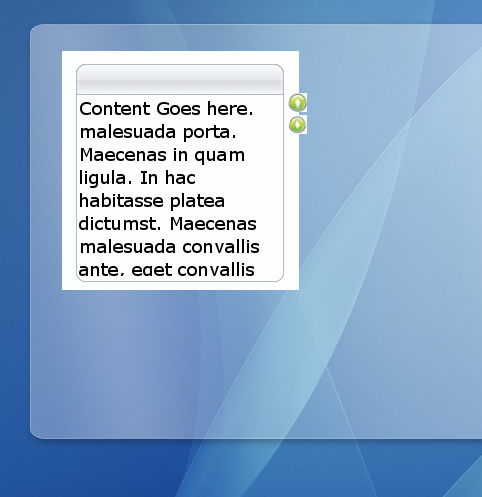 Content Goes here.
malesuada porta.
Maecenas in quam
ligula. In hac
habitasse platea
dictumst. Maecenas
malesuada convallis
ante, eget convallis